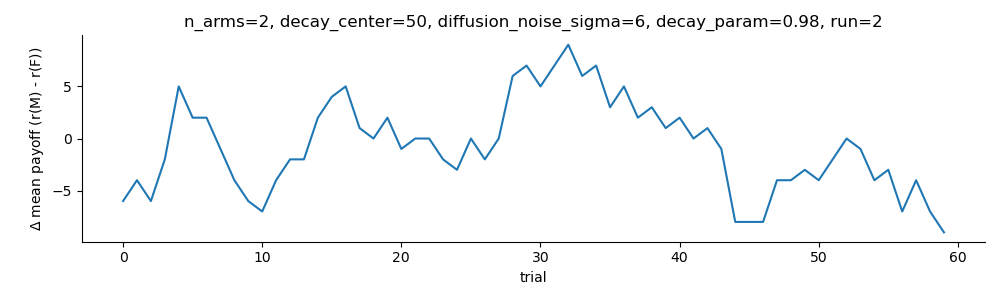 n_arms=2, decay_center=50, diffusion_noise_sigma=6, decay_param=0.98, run=2
Δ mean payoff (r(M) - r(F))
5
0
−5
0 10 20 30 40 50 60
trial